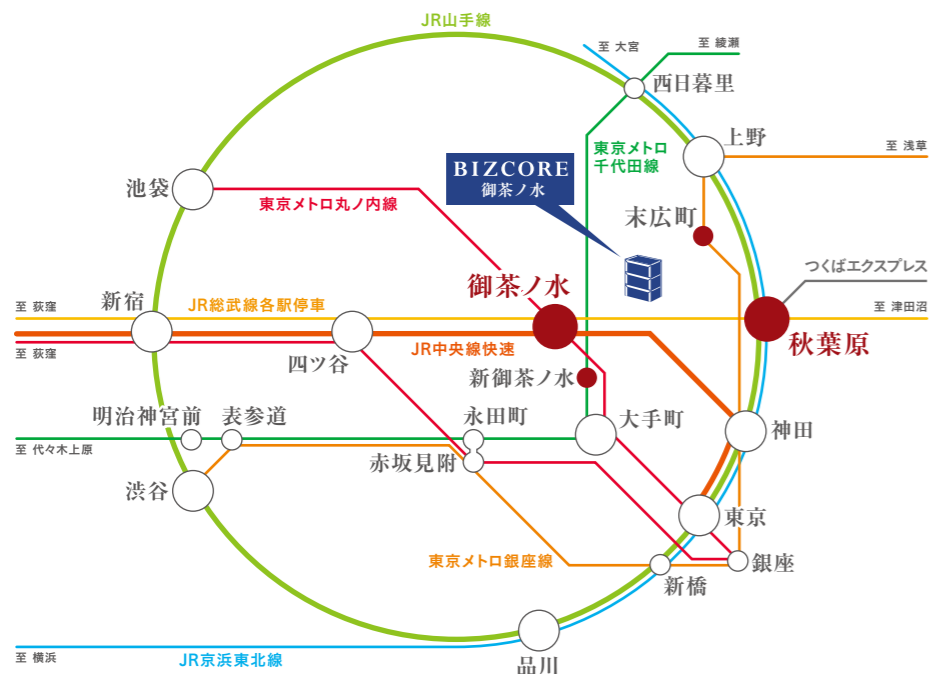 JR山手線
至 大宮
至 綾瀬
西日暮里
上野
至 浅草
東京メトロ
千代田線
BIZCORE
御茶ノ水
池袋
東京メトロ丸ノ内線
末広町
つくばエクスプレス
御茶ノ水
新宿
至 荻窪
JR総武線各駅停車
至 津田沼
秋葉原
至 荻窪
四ツ谷
JR中央線快速
新御茶ノ水
明治神宮前
表参道
永田町
大手町
神田
至 代々木上原
赤坂見附
渋谷
東京
東京メトロ銀座線
新橋
銀座
至 横浜
JR京浜東北線
品川